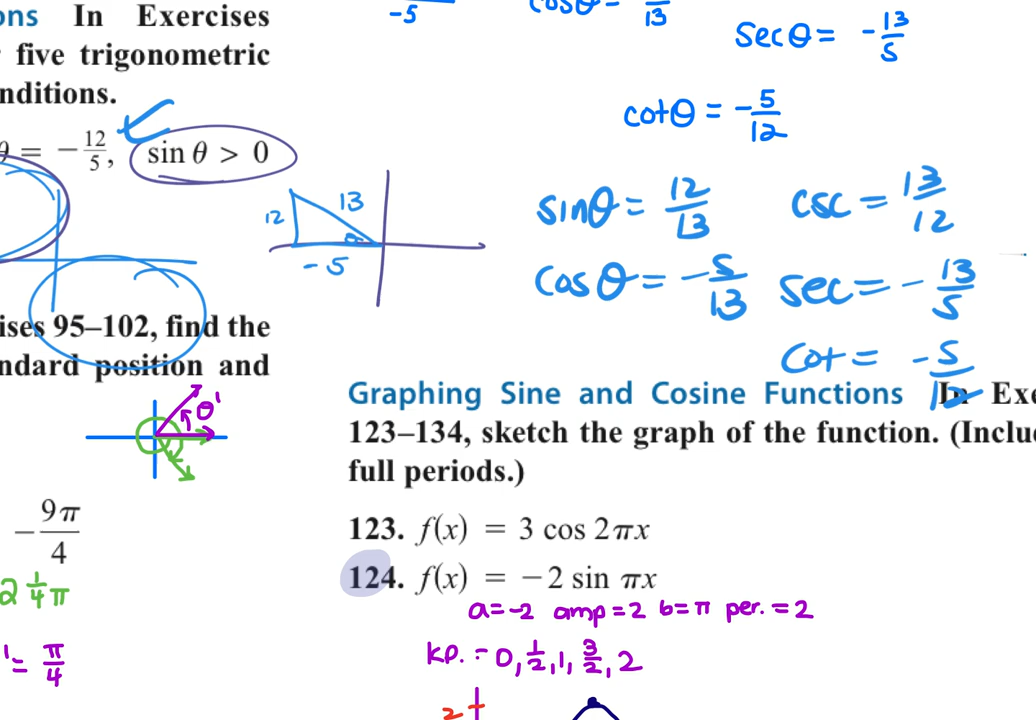 ons In Exercises
five trigonometric
nditions.
θ = -12/5, sin θ > 0
-5
cosθ = 
13
secθ = -13/5
cotθ = -5/12
12
13
-5
sinθ = 12/13 csc = 13/12
cosθ = -5/13 sec = -13/5
cot = -5/12
ises 95–102, find the
ndard position and
θ'
-9π/4
2 1/4 π
' = π/4
Graphing Sine and Cosine Functions In Exe
123–134, sketch the graph of the function. (Inclu
full periods.)
123. f(x) = 3 cos 2πx
124. f(x) = −2 sin πx
a=-2 amp=2 b=π per.=2
kp. = 0, 1/2, 1, 3/2, 2
2